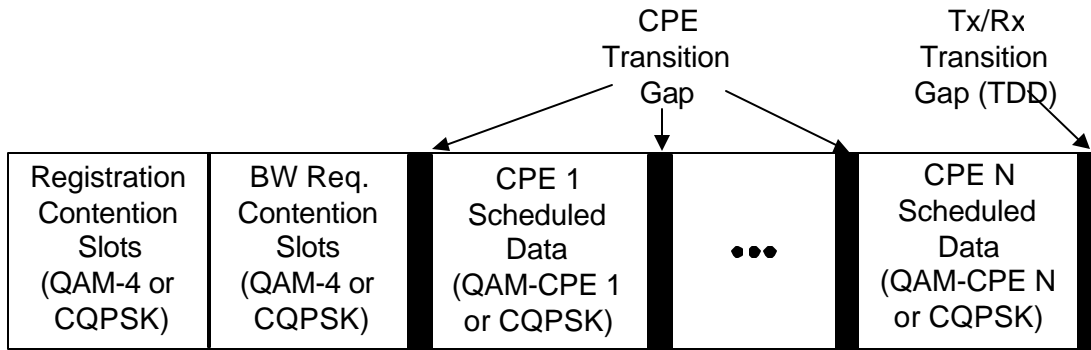 CPE
Transition
Gap
Tx/Rx
Transition
Gap (TDD)
Registration
Contention
Slots
(QAM-4 or
CQPSK)
BW Req.
Contention
Slots
(QAM-4 or
CQPSK)
CPE 1
Scheduled
Data
(QAM-CPE 1
or CQPSK)
•••
CPE N
Scheduled
Data
(QAM-CPE N
or CQPSK)